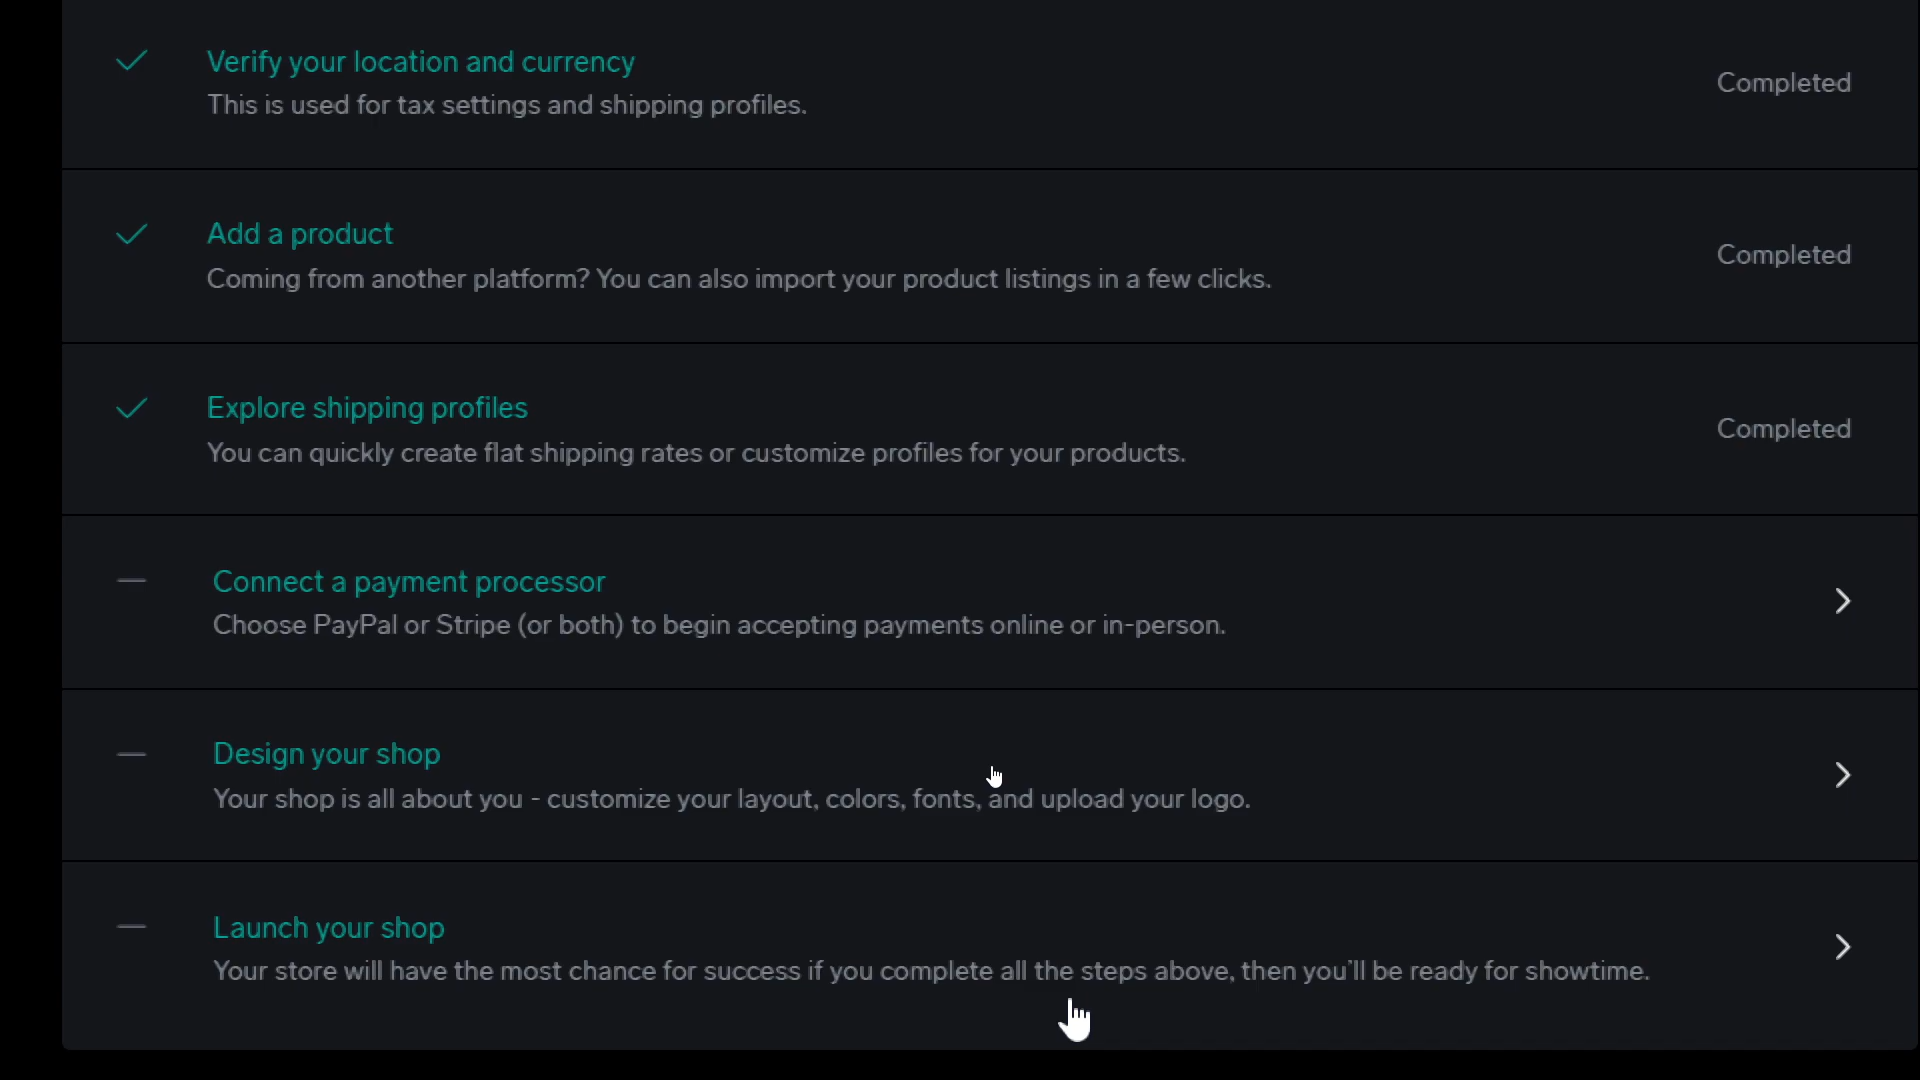 Verify your location and currency
This is used for tax settings and shipping profiles.
Completed
Add a product
Coming from another platform? You can also import your product listings in a few clicks.
Completed
Explore shipping profiles
You can quickly create flat shipping rates or customize profiles for your products.
Completed
Connect a payment processor
Choose PayPal or Stripe (or both) to begin accepting payments online or in-person.
Design your shop
Your shop is all about you - customize your layout, colors, fonts, and upload your logo.
Launch your shop
Your store will have the most chance for success if you complete all the steps above, then you'll be ready for showtime.